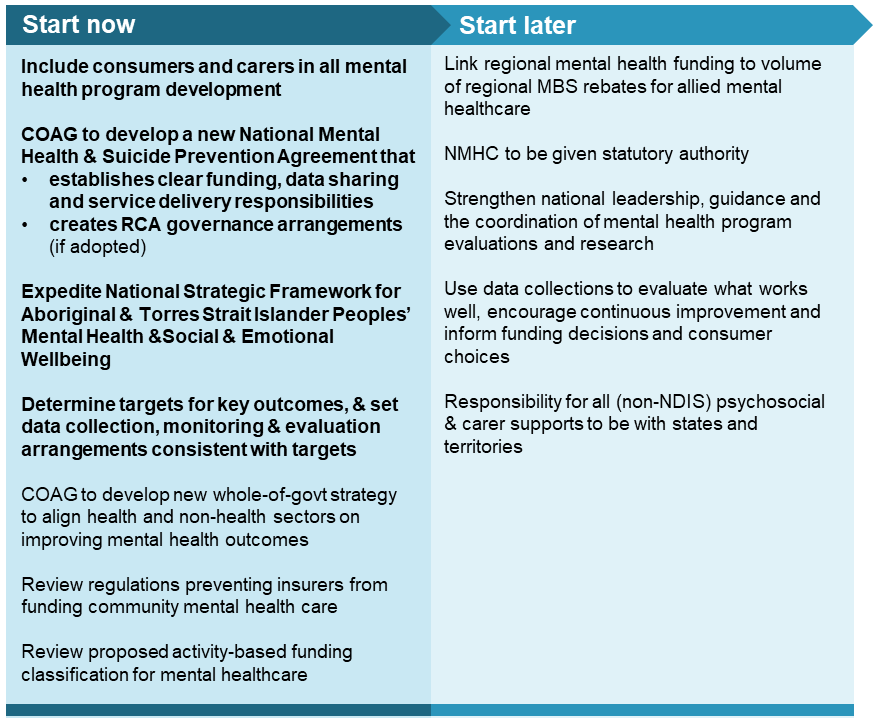 Start now
Include consumers and carers in all mental
health program development
COAG to develop a new National Mental
Health & Suicide Prevention Agreement that
• establishes clear funding, data sharing
and service delivery responsibilities
• creates RCA governance arrangements
(if adopted)
Expedite National Strategic Framework for
Aboriginal & Torres Strait Islander Peoples’
Mental Health &Social & Emotional
Wellbeing
Determine targets for key outcomes, & set
data collection, monitoring & evaluation
arrangements consistent with targets
COAG to develop new whole-of-govt strategy
to align health and non-health sectors on
improving mental health outcomes
Review regulations preventing insurers from
funding community mental health care
Review proposed activity-based funding
classification for mental healthcare
Start later
Link regional mental health funding to volume
of regional MBS rebates for allied mental
healthcare
NMHC to be given statutory authority
Strengthen national leadership, guidance and
the coordination of mental health program
evaluations and research
Use data collections to evaluate what works
well, encourage continuous improvement and
inform funding decisions and consumer
choices
Responsibility for all (non-NDIS) psychosocial
& carer supports to be with states and
territories